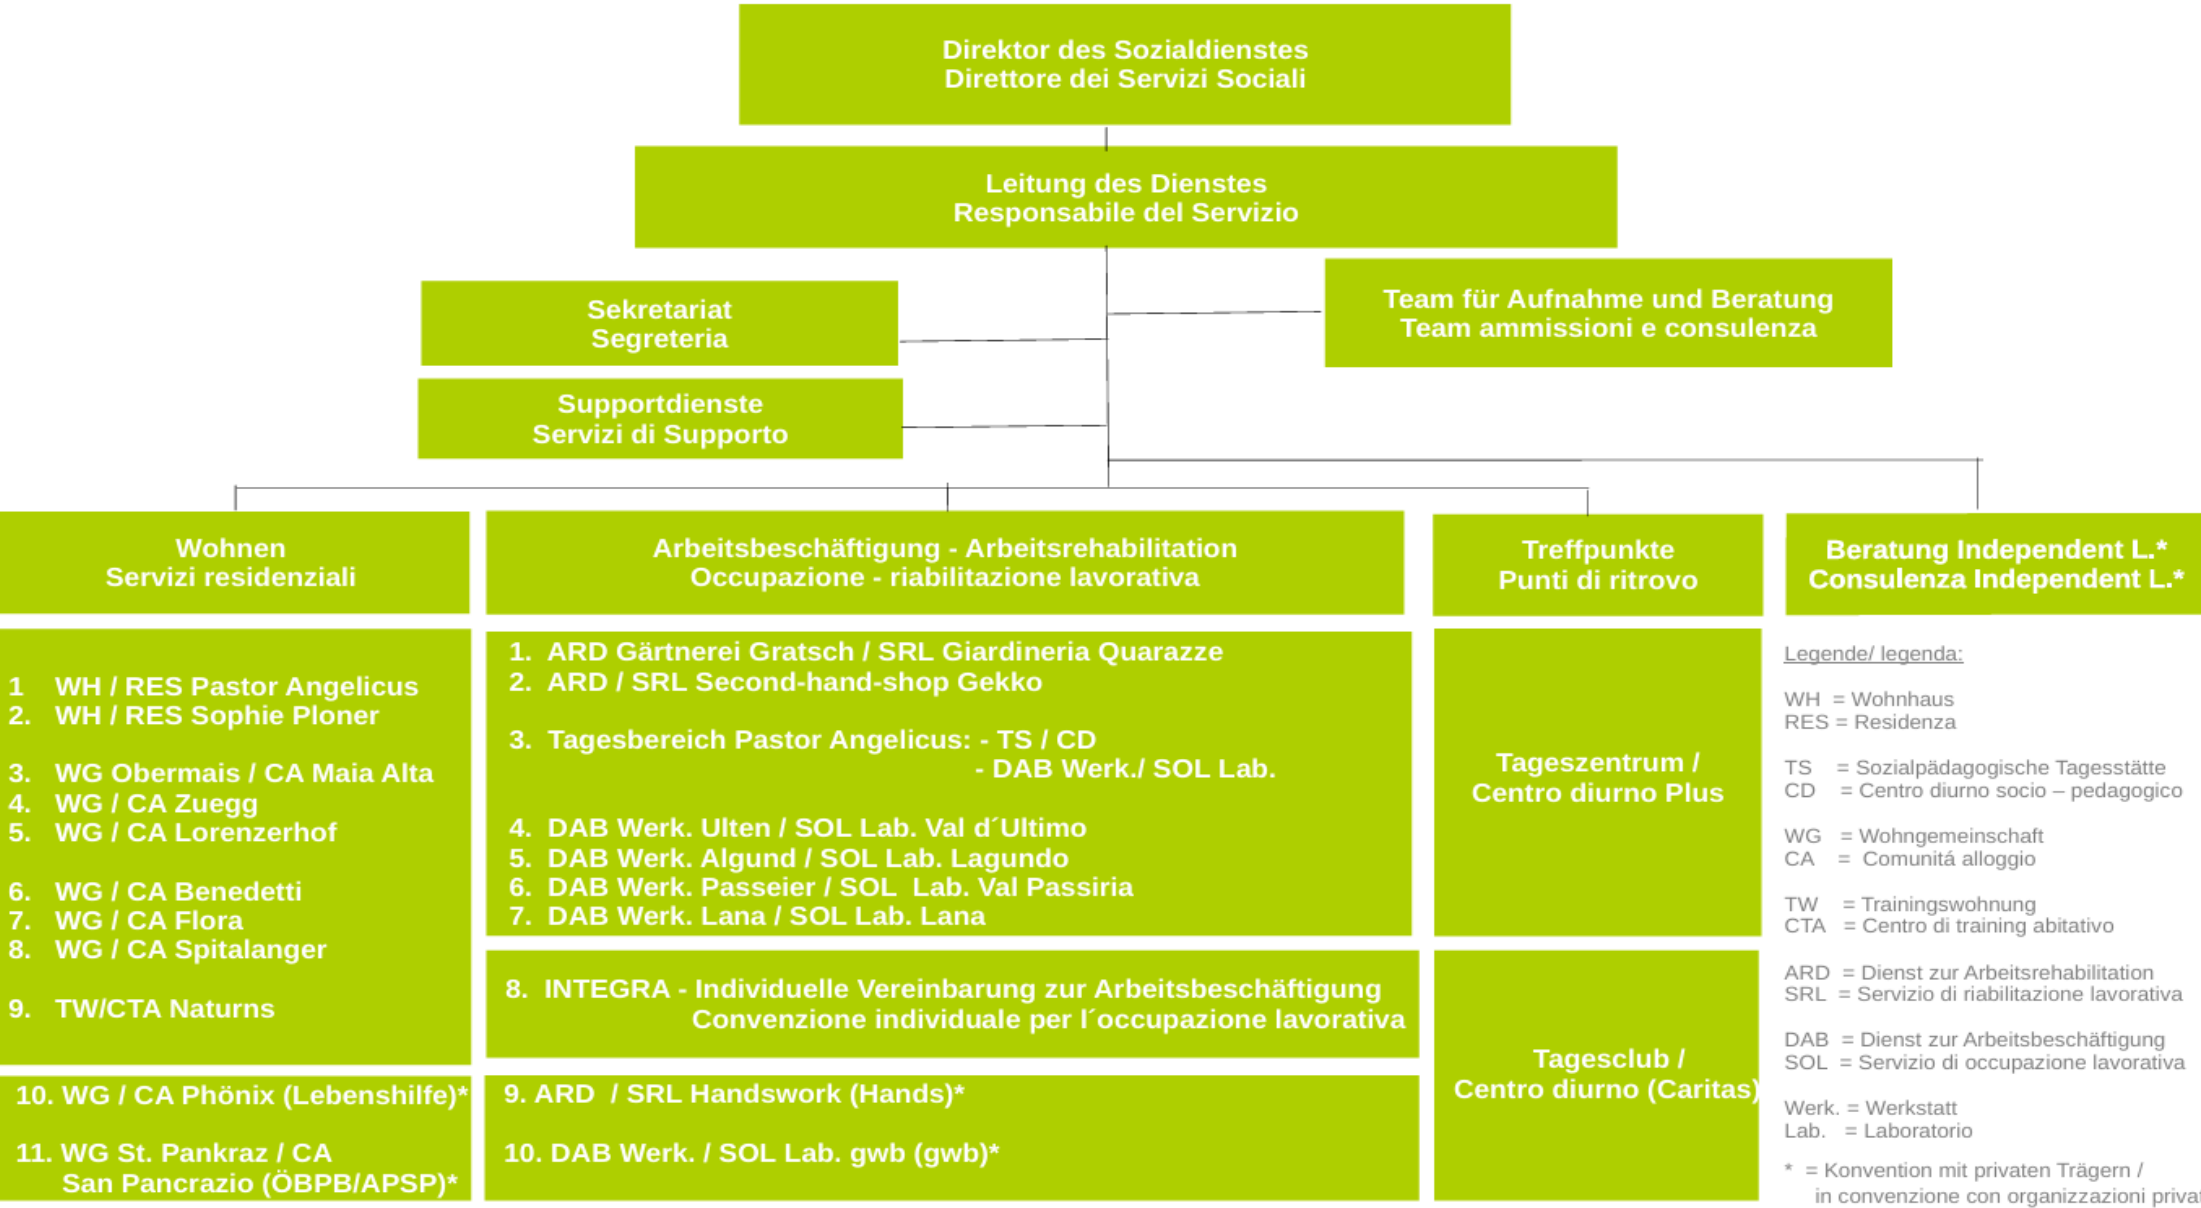 Direktor des Sozialdienstes
Direttore dei Servizi Sociali
Leitung des Dienstes
Responsabile del Servizio
Sekretariat
Segreteria
Team für Aufnahme und Beratung
Team ammissioni e consulenza
Supportdienste
Servizi di Supporto
Wohnen
Servizi residenziali
Arbeitsbeschäftigung - Arbeitsrehabilitation
Occupazione - riabilitazione lavorativa
Treffpunkte
Punti di ritrovo
Beratung Independent L.*
Consulenza Independent L.*
1 WH / RES Pastor Angelicus
2. WH / RES Sophie Ploner
3. WG Obermais / CA Maia Alta
4. WG / CA Zuegg
5. WG / CA Lorenzerhof
6. WG / CA Benedetti
7. WG / CA Flora
8. WG / CA Spitalanger
9. TW/CTA Naturns
10. WG / CA Phönix (Lebenshilfe)*
11. WG St. Pankraz / CA
San Pancrazio (ÖBPB/APSP)*
1. ARD Gärtnerei Gratsch / SRL Giardineria Quarazze
2. ARD / SRL Second-hand-shop Gekko
3. Tagesbereich Pastor Angelicus: - TS / CD
- DAB Werk./ SOL Lab.
4. DAB Werk. Ulten / SOL Lab. Val d´Ultimo
5. DAB Werk. Algund / SOL Lab. Lagundo
6. DAB Werk. Passeier / SOL Lab. Val Passiria
7. DAB Werk. Lana / SOL Lab. Lana
8. INTEGRA - Individuelle Vereinbarung zur Arbeitsbeschäftigung
Convenzione individuale per l´occupazione lavorativa
9. ARD / SRL Handswork (Hands)*
10. DAB Werk. / SOL Lab. gwb (gwb)*
Tageszentrum /
Centro diurno Plus
Tagesclub /
Centro diurno (Caritas)
Legende/ legenda:
WH = Wohnhaus
RES = Residenza
TS = Sozialpädagogische Tagesstätte
CD = Centro diurno socio – pedagogico
WG = Wohngemeinschaft
CA = Comunitá alloggio
TW = Trainingswohnung
CTA = Centro di training abitativo
ARD = Dienst zur Arbeitsrehabilitation
SRL = Servizio di riabilitazione lavorativa
DAB = Dienst zur Arbeitsbeschäftigung
SOL = Servizio di occupazione lavorativa
Werk. = Werkstatt
Lab. = Laboratorio
* = Konvention mit privaten Trägern /
in convenzione con organizzazioni